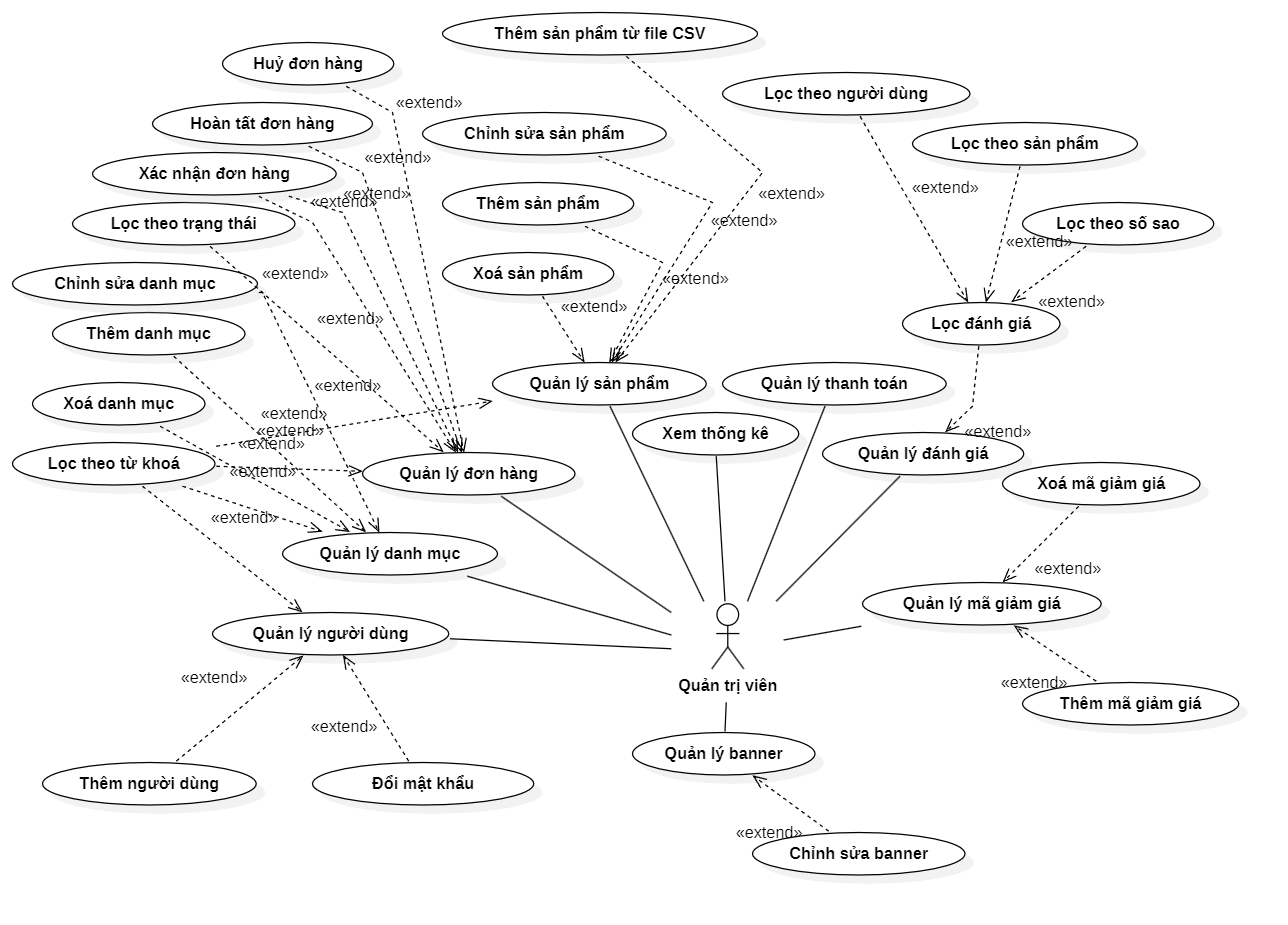 Thêm sản phẩm từ file CSV
Huỷ đơn hàng
Lọc theo người dùng
«extend»
Hoàn tất đơn hàng
Chỉnh sửa sản phẩm
Lọc theo sản phẩm
«extend»
Xác nhận đơn hàng
«extend»
«extend»
«extend»
«extend»
Thêm sản phẩm
Lọc theo trạng thái
«extend»
Lọc theo số sao
«extend»
Xoá sản phẩm
«extend»
«extend»
Chỉnh sửa danh mục
«extend»
«extend»
«extend»
Lọc đánh giá
Thêm danh mục
Quản lý sản phẩm
Quản lý thanh toán
«extend»
Xoá danh mục
«extend»
«extend»
Xem thống kê
«extend»
«extend»
Quản lý đánh giá
Lọc theo từ khoá
«extend»
Quản lý đơn hàng
Xoá mã giảm giá
«extend»
Quản lý danh mục
«extend»
Quản lý mã giảm giá
Quản lý người dùng
«extend»
Quản trị viên
«extend»
Thêm mã giảm giá
«extend»
Quản lý banner
Thêm người dùng
Đổi mật khẩu
«extend»
Chỉnh sửa banner